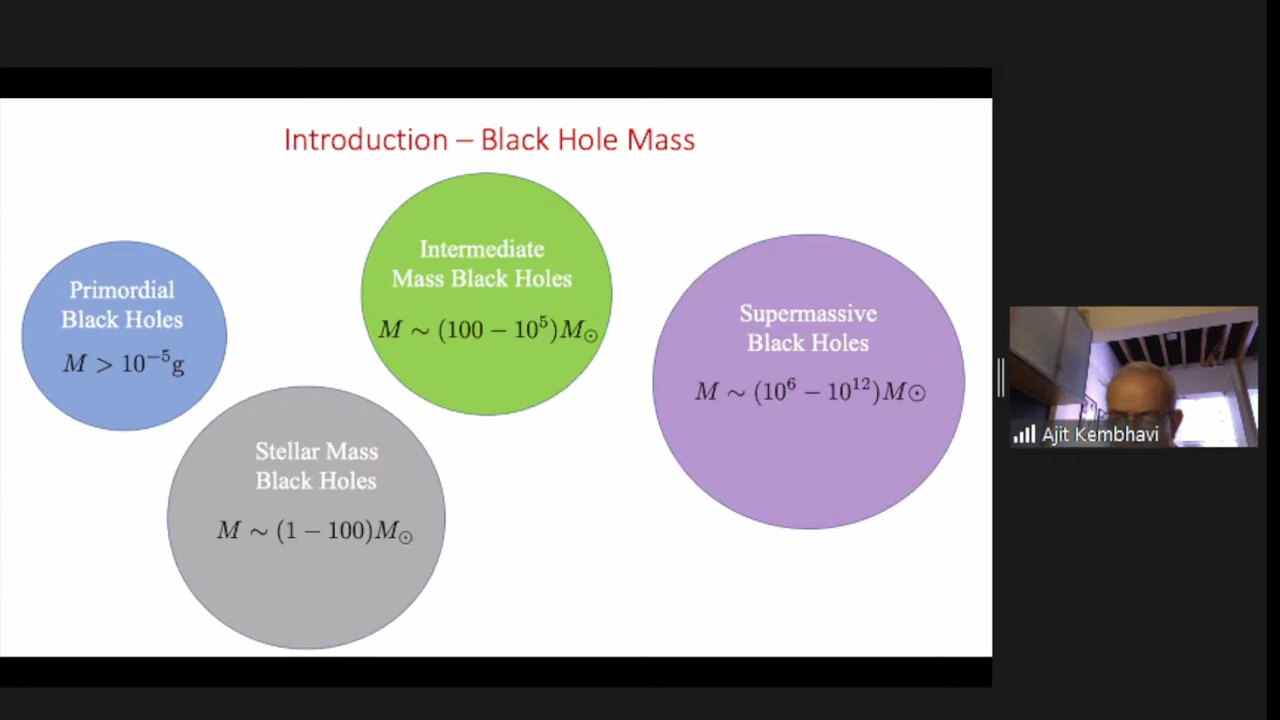 Introduction – Black Hole Mass
Primordial
Black Holes
M > 10⁻⁵g
Stellar Mass
Black Holes
M ∼ (1 − 100)M⊙
Intermediate
Mass Black Holes
M ∼ (100 − 10⁵)M⊙
Supermassive
Black Holes
M ∼ (10⁶ − 10¹²)M⊙
Ajit Kembhavi